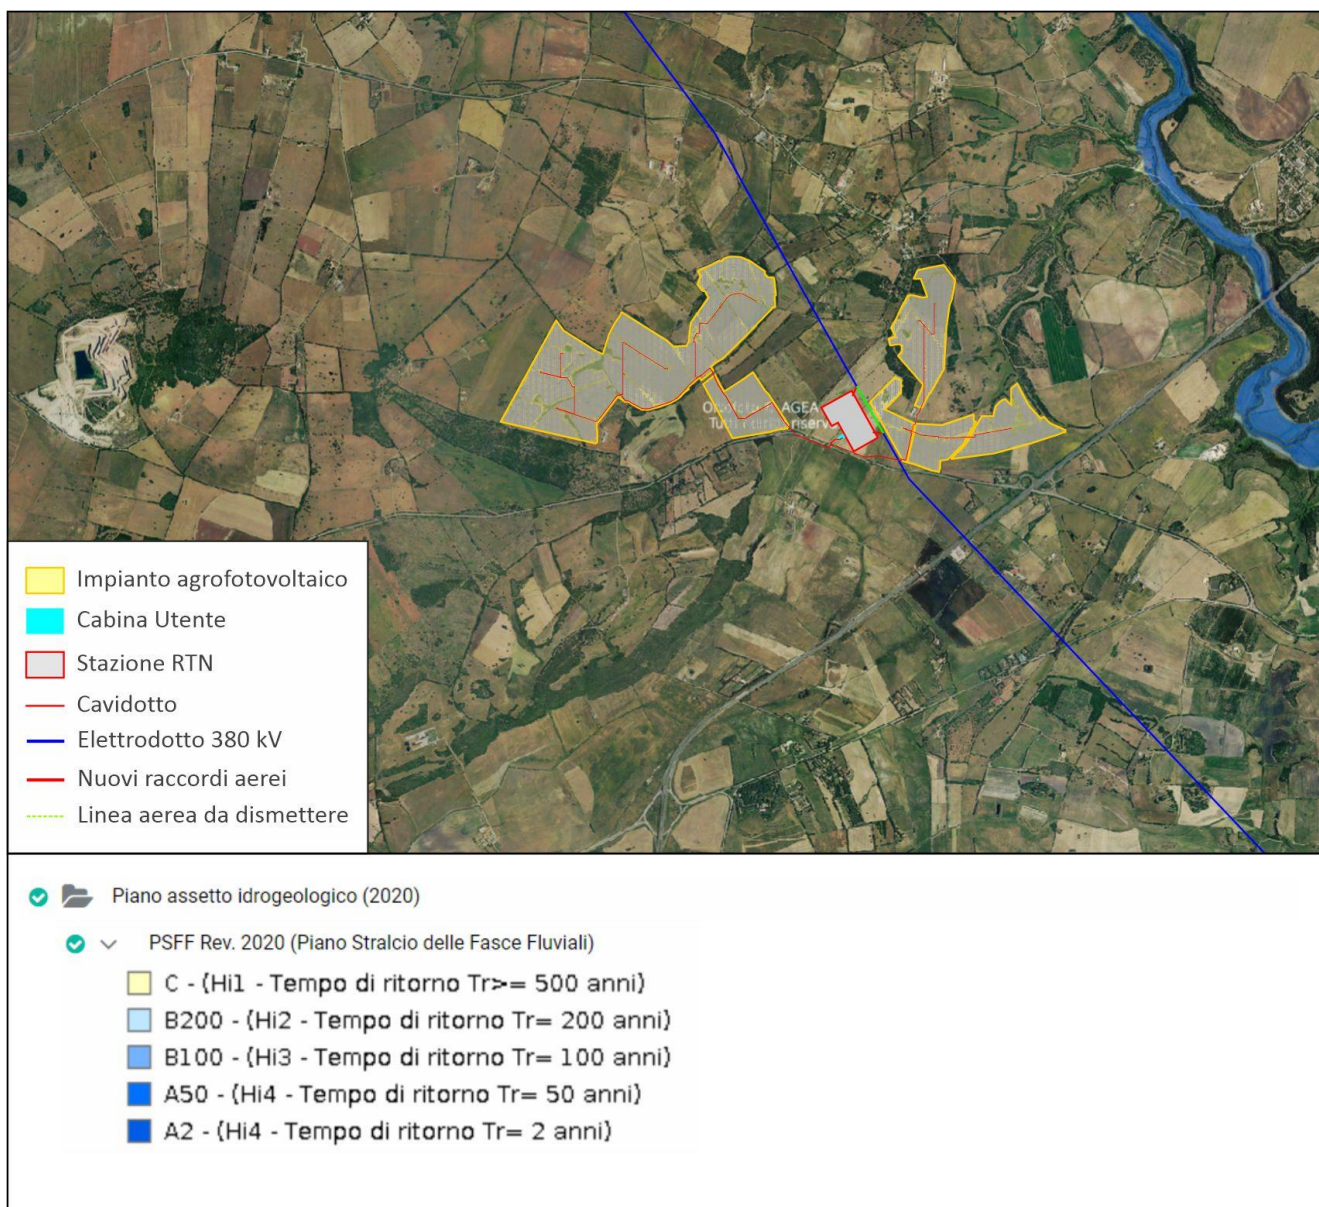 AGEA
Tutti riserv
Impianto agrofotovoltaico
Cabina Utente
Stazione RTN
Cavidotto
Elettrodotto 380 kV
Nuovi raccordi aerei
Linea aerea da dismettere
Piano assetto idrogeologico (2020)
PSFF Rev. 2020 (Piano Stralcio delle Fasce Fluviali)
C - (Hi1 - Tempo di ritorno Tr>= 500 anni)
B200 - (Hi2 - Tempo di ritorno Tr= 200 anni)
B100 - (Hi3 - Tempo di ritorno Tr= 100 anni)
A50 - (Hi4 - Tempo di ritorno Tr= 50 anni)
A2 - (Hi4 - Tempo di ritorno Tr= 2 anni)